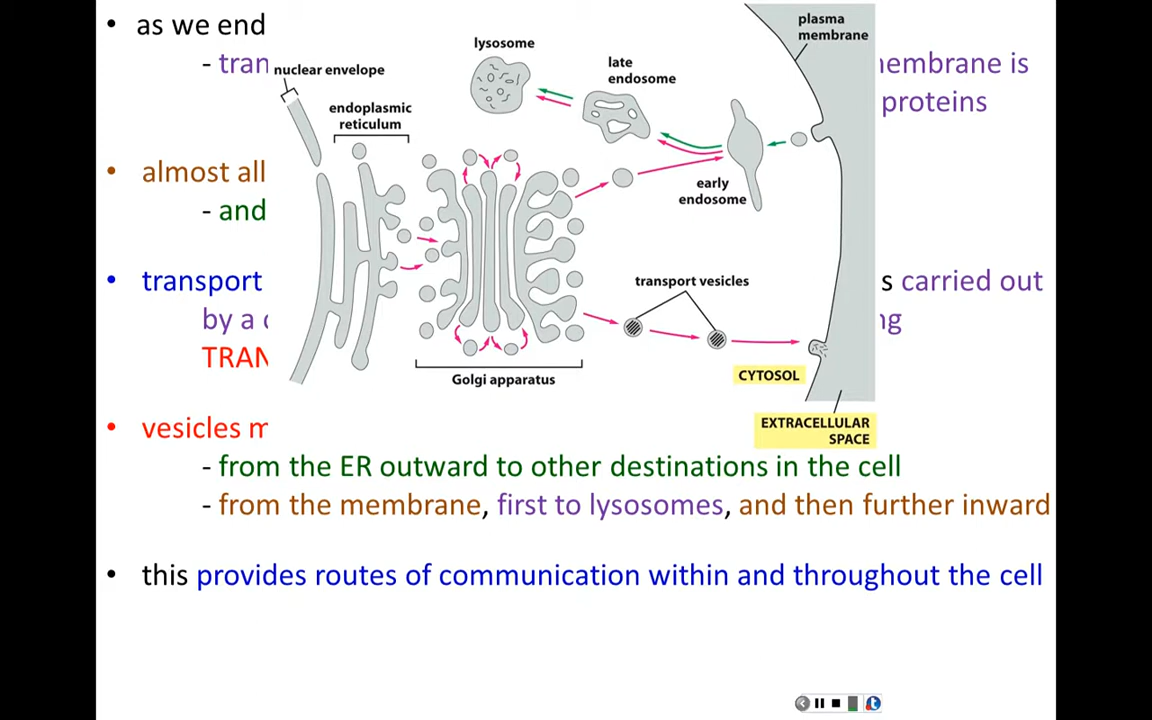 • as we end
- tran
embrane is
proteins
• almost all
- and
• transport
s carried out
by a
ng
TRAN
• vesicles m
- from the ER outward to other destinations in the cell
- from the membrane, first to lysosomes, and then further inward
• this provides routes of communication within and throughout the cell
plasma
membrane
lysosome
late
endosome
nuclear envelope
endoplasmic
reticulum
early
endosome
transport vesicles
Golgi apparatus
CYTOSOL
EXTRACELLULAR
SPACE